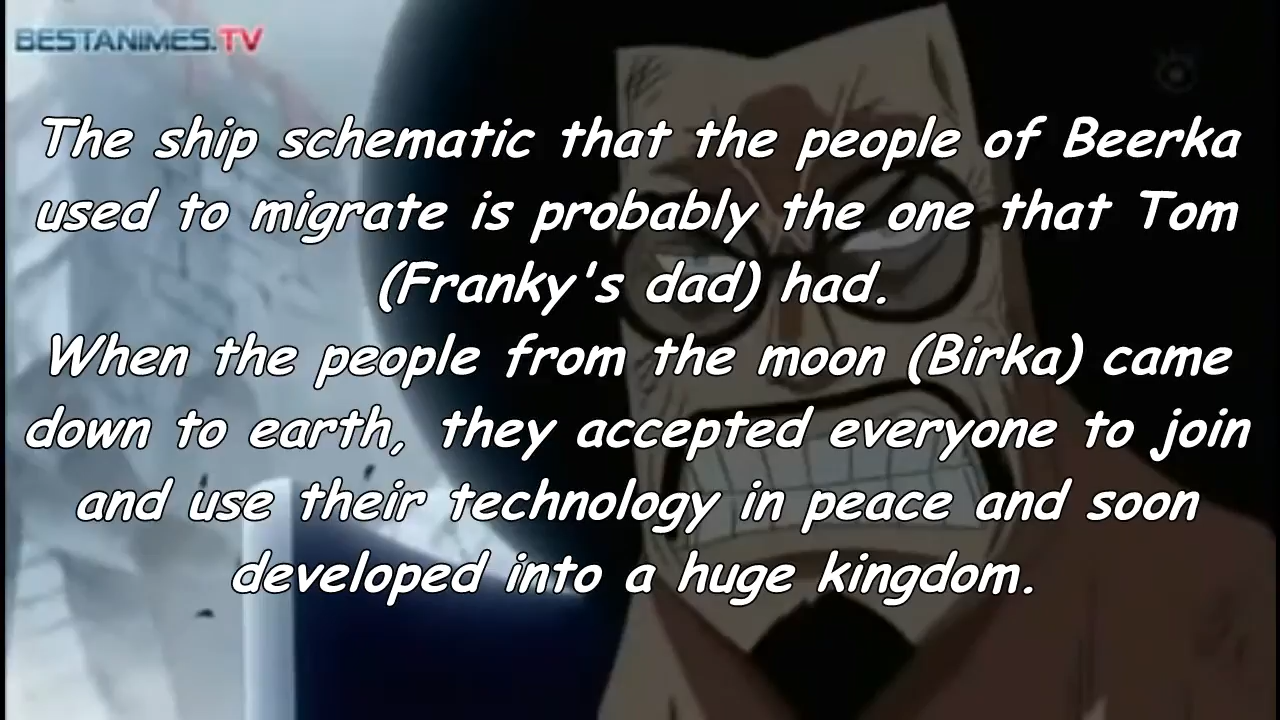 BESTANIMES.TV
The ship schematic that the people of Beerka
used to migrate is probably the one that Tom
(Franky's dad) had.
When the people from the moon (Birka) came
down to earth, they accepted everyone to join
and use their technology in peace and soon
developed into a huge kingdom.